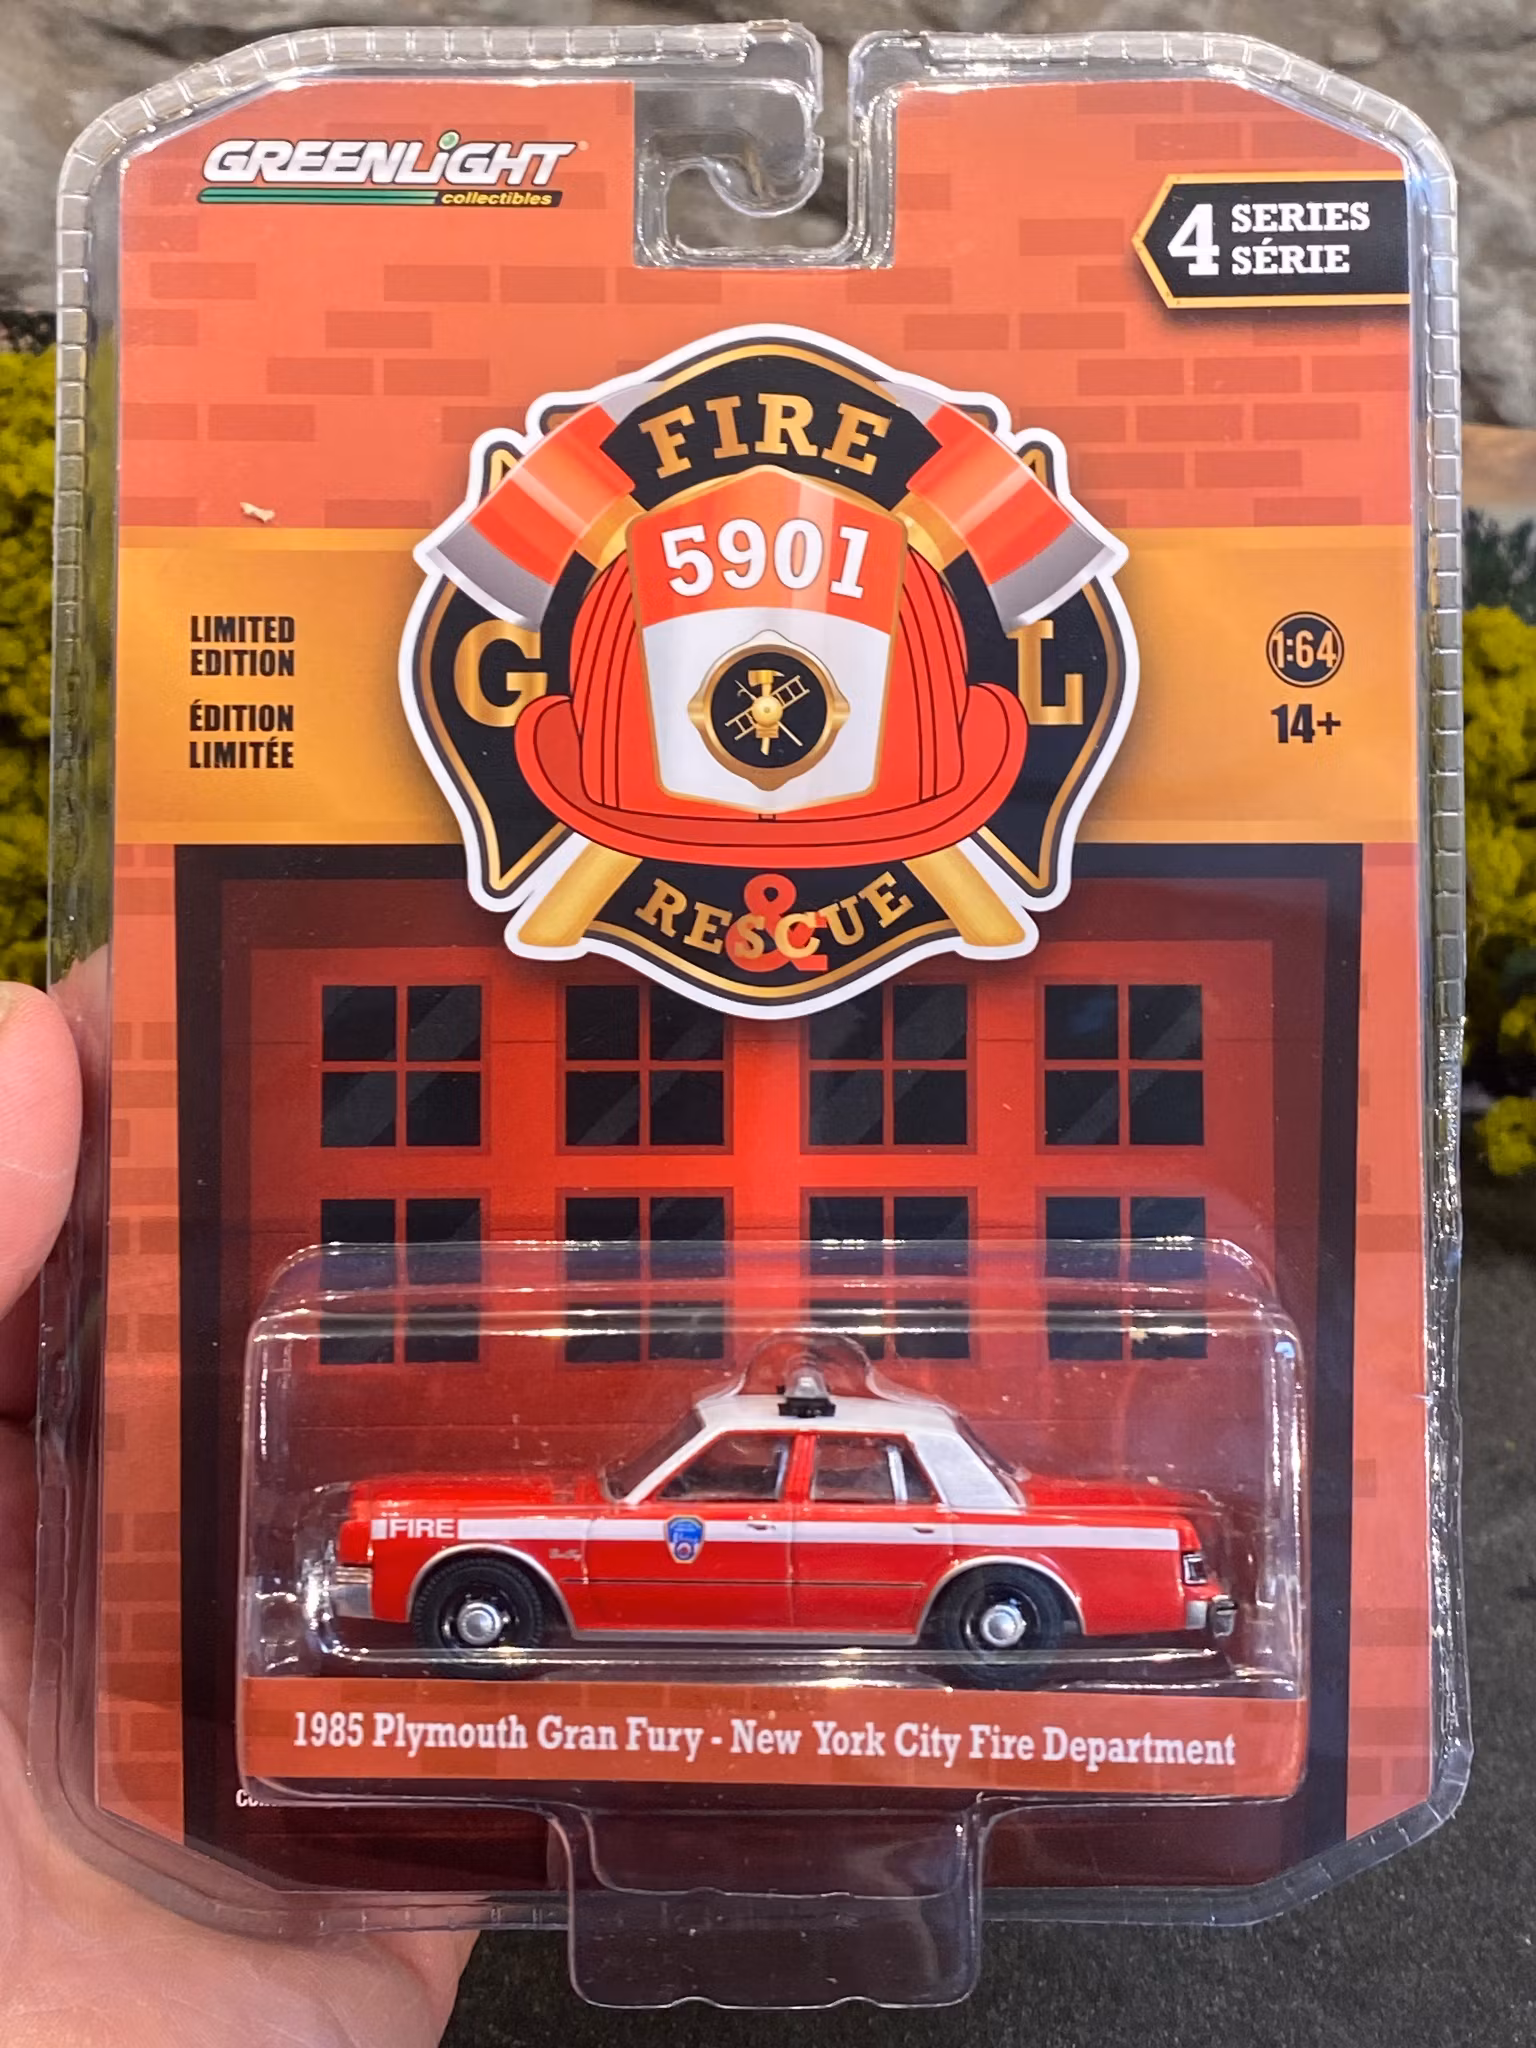 GREENLiGHT
collectibles
4 SERIES
SÉRIE
FIRE
5901
G L
LIMITED
EDITION
ÉDITION
LIMITÉE
1:64
14+
&
RESCUE
FIRE
1985 Plymouth Gran Fury - New York City Fire Department